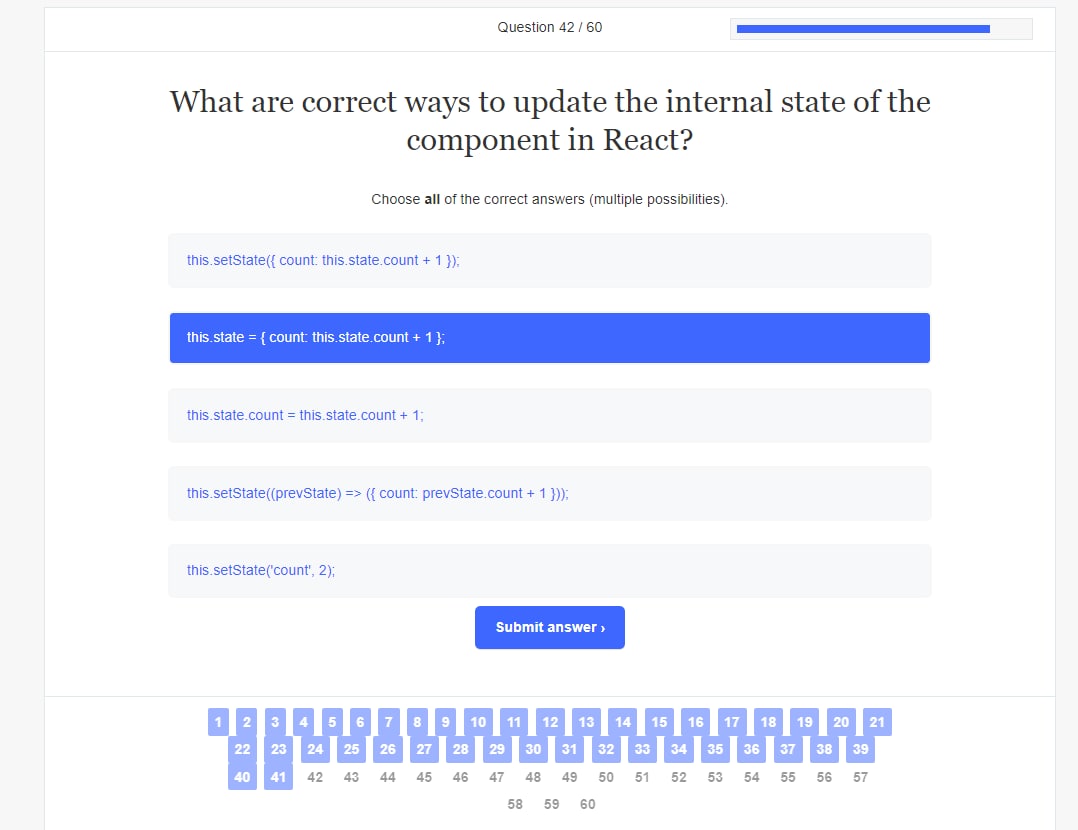 Question 42 / 60
What are correct ways to update the internal state of the
component in React?
Choose all of the correct answers (multiple possibilities).
this.setState({ count: this.state.count + 1 });
this.state = { count: this.state.count + 1 };
this.state.count = this.state.count + 1;
this.setState((prevState) => ({ count: prevState.count + 1 }));
this.setState('count', 2);
Submit answer ›
1 2 3 4 5 6 7 8 9 10 11 12 13 14 15 16 17 18 19 20 21
22 23 24 25 26 27 28 29 30 31 32 33 34 35 36 37 38 39
40 41 42 43 44 45 46 47 48 49 50 51 52 53 54 55 56 57
58 59 60